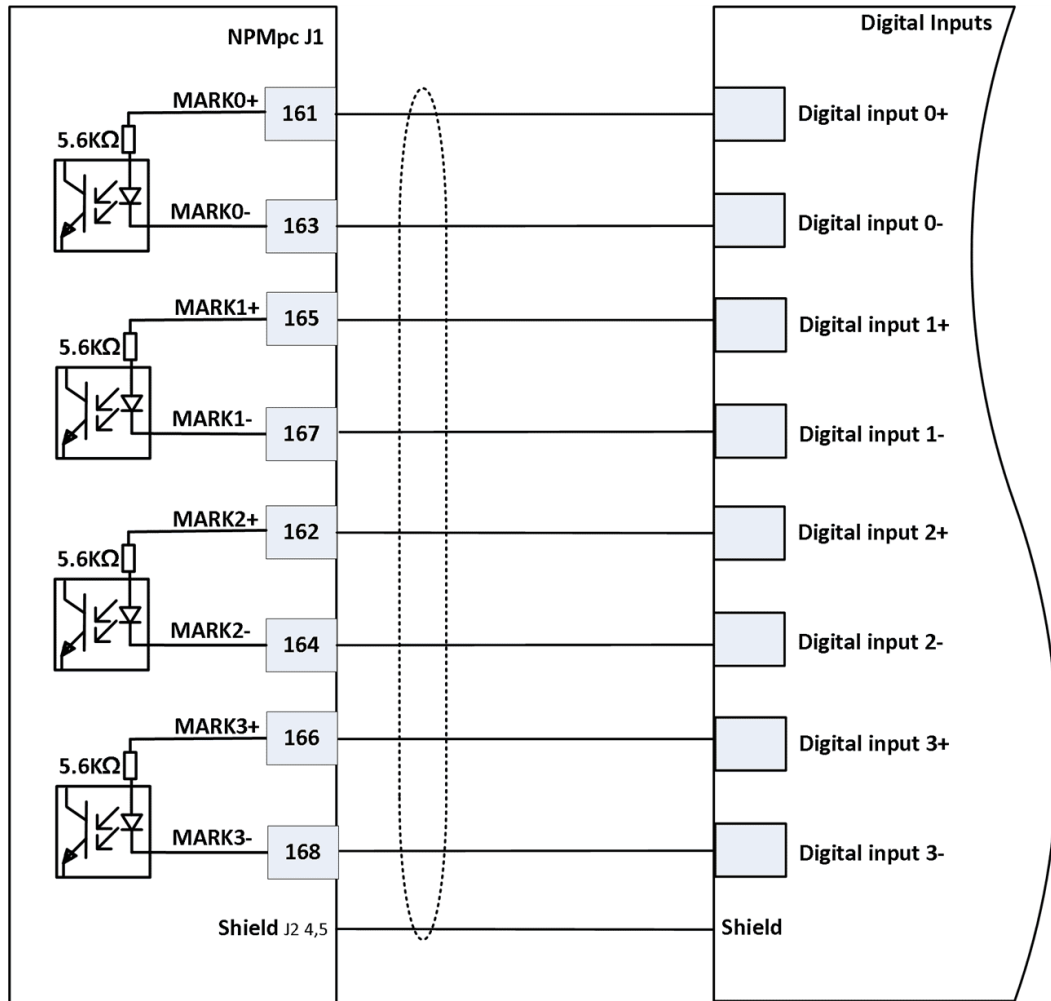 NPMpc J1
Digital Inputs
MARK0+
161
Digital input 0+
5.6KΩ
MARK0-
163
Digital input 0-
MARK1+
165
Digital input 1+
5.6KΩ
MARK1-
167
Digital input 1-
MARK2+
162
Digital input 2+
5.6KΩ
MARK2-
164
Digital input 2-
MARK3+
166
Digital input 3+
5.6KΩ
MARK3-
168
Digital input 3-
Shield J2 4,5
Shield